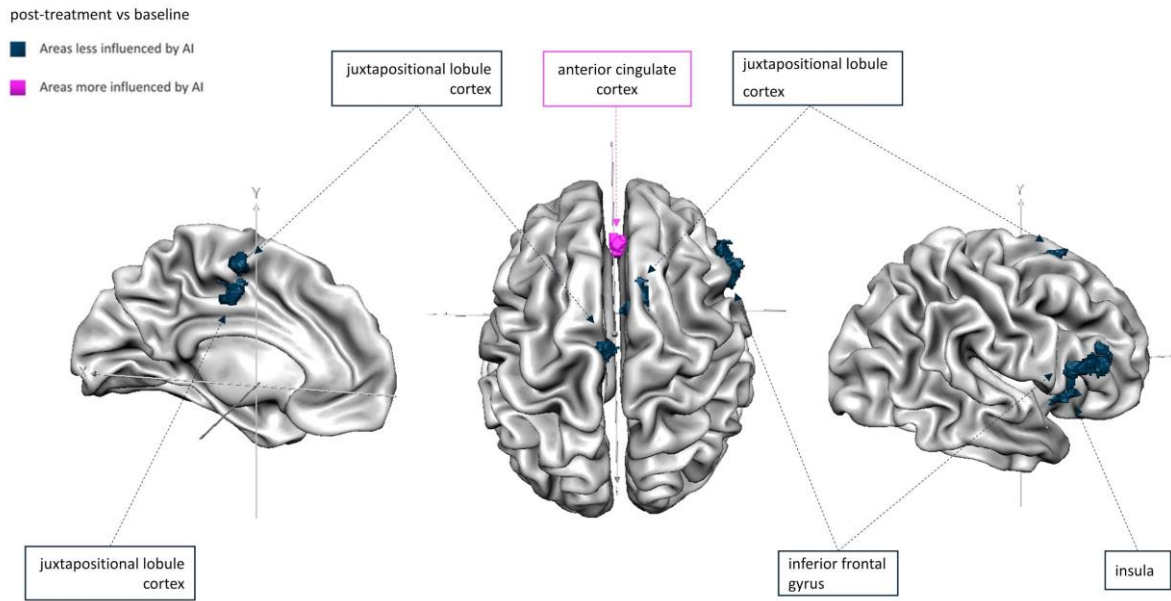 post-treatment vs baseline
Areas less influenced by AI
Areas more influenced by AI
juxtapositional lobule
cortex
anterior cingulate
cortex
juxtapositional lobule
cortex
Y
Y
X
juxtapositional lobule
cortex
inferior frontal
gyrus
insula